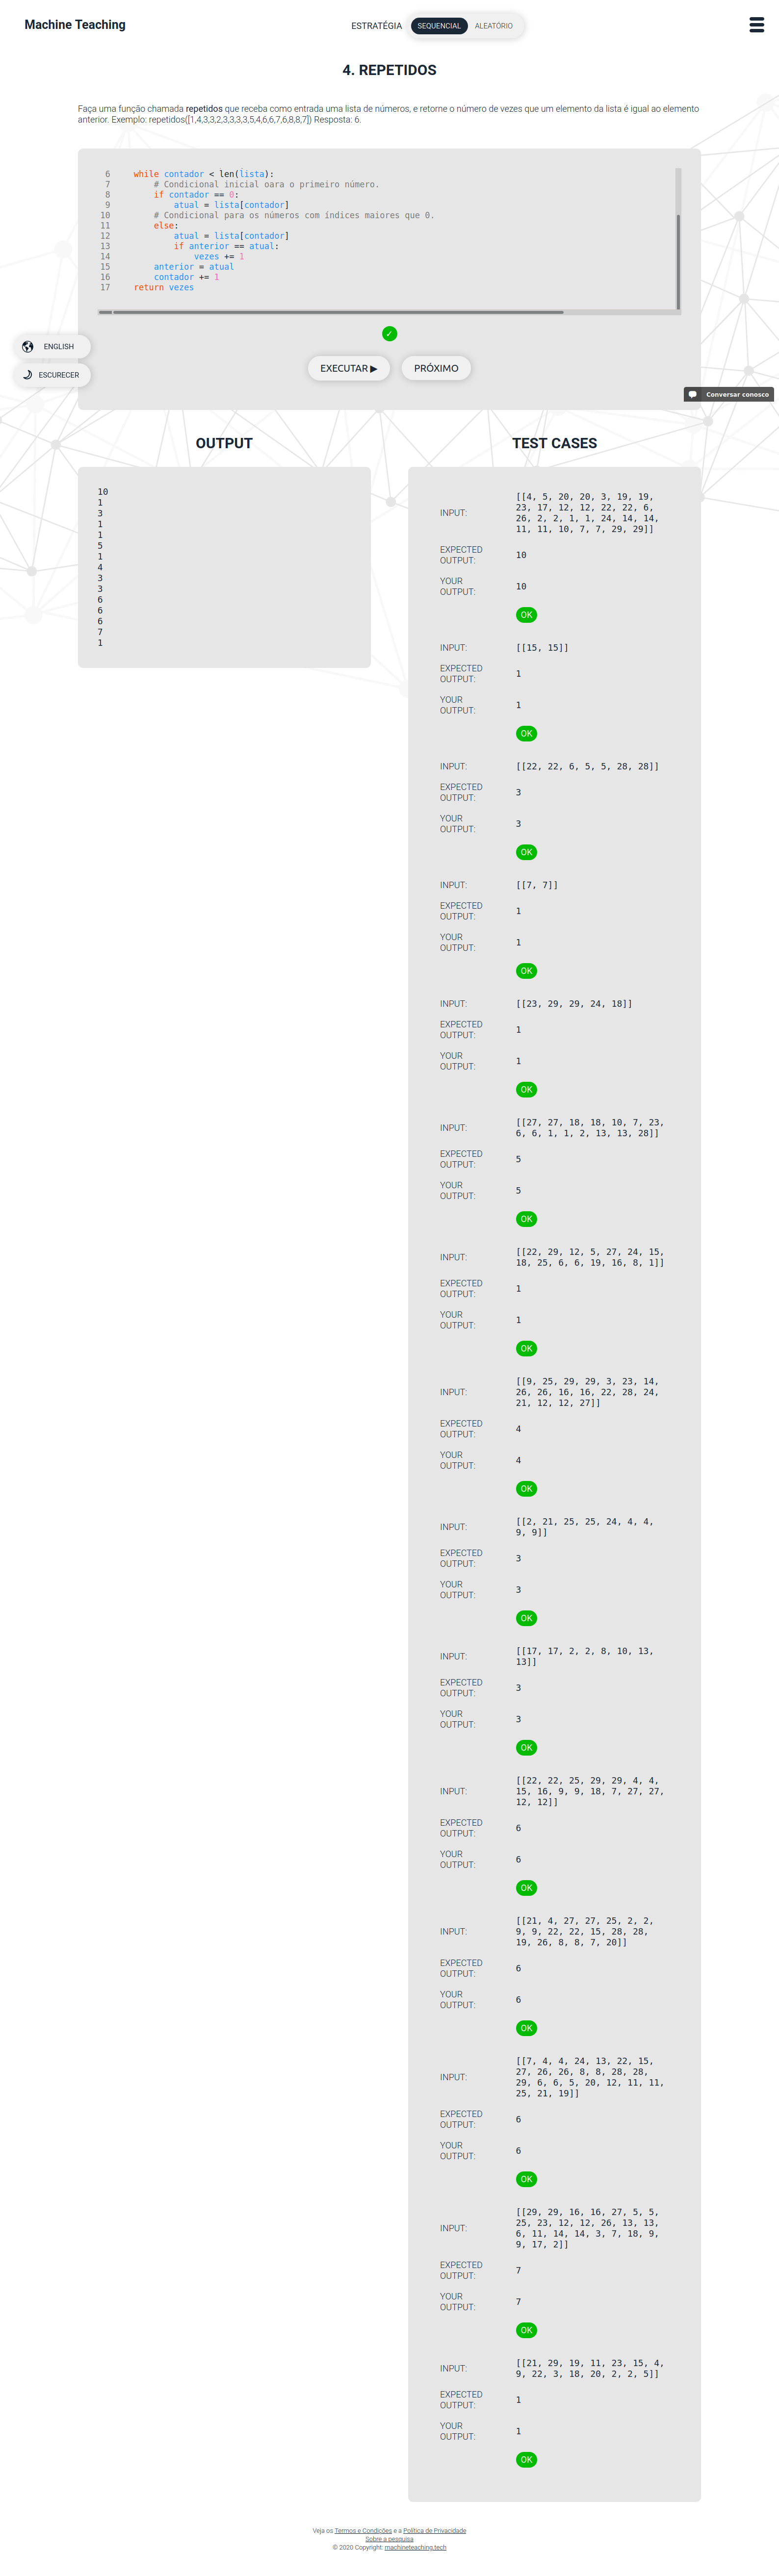 Machine Teaching
ESTRATÉGIA SEQUENCIAL ALEATÓRIO
4. REPETIDOS
Faça uma função chamada repetidos que receba como entrada uma lista de números, e retorne o número de vezes que um elemento da lista é igual ao elemento
anterior. Exemplo: repetidos([1,4,3,3,2,3,3,3,3,5,4,6,6,7,6,8,8,7]) Resposta: 6.
6 while contador < len(lista):
7 # Condicional inicial oara o primeiro número.
8 if contador == 0:
9 atual = lista[contador]
10 # Condicional para os números com índices maiores que 0.
11 else:
12 atual = lista[contador]
13 if anterior == atual:
14 vezes += 1
15 anterior = atual
16 contador += 1
17 return vezes
✓
ENGLISH
ESCURECER
EXECUTAR ▶ PRÓXIMO
Conversar conosco
OUTPUT
10
1
3
1
1
5
1
4
3
3
6
6
6
7
1
TEST CASES
INPUT:
[[4, 5, 20, 20, 3, 19, 19,
23, 17, 12, 12, 22, 22, 6,
26, 2, 2, 1, 1, 24, 14, 14,
11, 11, 10, 7, 7, 29, 29]]
EXPECTED
OUTPUT:
10
YOUR
OUTPUT:
10
OK
INPUT:
[[15, 15]]
EXPECTED
OUTPUT:
1
YOUR
OUTPUT:
1
OK
INPUT:
[[22, 22, 6, 5, 5, 28, 28]]
EXPECTED
OUTPUT:
3
YOUR
OUTPUT:
3
OK
INPUT:
[[7, 7]]
EXPECTED
OUTPUT:
1
YOUR
OUTPUT:
1
OK
INPUT:
[[23, 29, 29, 24, 18]]
EXPECTED
OUTPUT:
1
YOUR
OUTPUT:
1
OK
INPUT:
[[27, 27, 18, 18, 10, 7, 23,
6, 6, 1, 1, 2, 13, 13, 28]]
EXPECTED
OUTPUT:
5
YOUR
OUTPUT:
5
OK
INPUT:
[[22, 29, 12, 5, 27, 24, 15,
18, 25, 6, 6, 19, 16, 8, 1]]
EXPECTED
OUTPUT:
1
YOUR
OUTPUT:
1
OK
INPUT:
[[9, 25, 29, 29, 3, 23, 14,
26, 26, 16, 16, 22, 28, 24,
21, 12, 12, 27]]
EXPECTED
OUTPUT:
4
YOUR
OUTPUT:
4
OK
INPUT:
[[2, 21, 25, 25, 24, 4, 4,
9, 9]]
EXPECTED
OUTPUT:
3
YOUR
OUTPUT:
3
OK
INPUT:
[[17, 17, 2, 2, 8, 10, 13,
13]]
EXPECTED
OUTPUT:
3
YOUR
OUTPUT:
3
OK
INPUT:
[[22, 22, 25, 29, 29, 4, 4,
15, 16, 9, 9, 18, 7, 27, 27,
12, 12]]
EXPECTED
OUTPUT:
6
YOUR
OUTPUT:
6
OK
INPUT:
[[21, 4, 27, 27, 25, 2, 2,
9, 9, 22, 22, 15, 28, 28,
19, 26, 8, 8, 7, 20]]
EXPECTED
OUTPUT:
6
YOUR
OUTPUT:
6
OK
INPUT:
[[7, 4, 4, 24, 13, 22, 15,
27, 26, 26, 8, 8, 28, 28,
29, 6, 6, 5, 20, 12, 11, 11,
25, 21, 19]]
EXPECTED
OUTPUT:
6
YOUR
OUTPUT:
6
OK
INPUT:
[[29, 29, 16, 16, 27, 5, 5,
25, 23, 12, 12, 26, 13, 13,
6, 11, 14, 14, 3, 7, 18, 9,
9, 17, 2]]
EXPECTED
OUTPUT:
7
YOUR
OUTPUT:
7
OK
INPUT:
[[21, 29, 19, 11, 23, 15, 4,
9, 22, 3, 18, 20, 2, 2, 5]]
EXPECTED
OUTPUT:
1
YOUR
OUTPUT:
1
OK
Veja os Termos e Condições e a Política de Privacidade
Sobre a pesquisa
© 2020 Copyright: machineteaching.tech